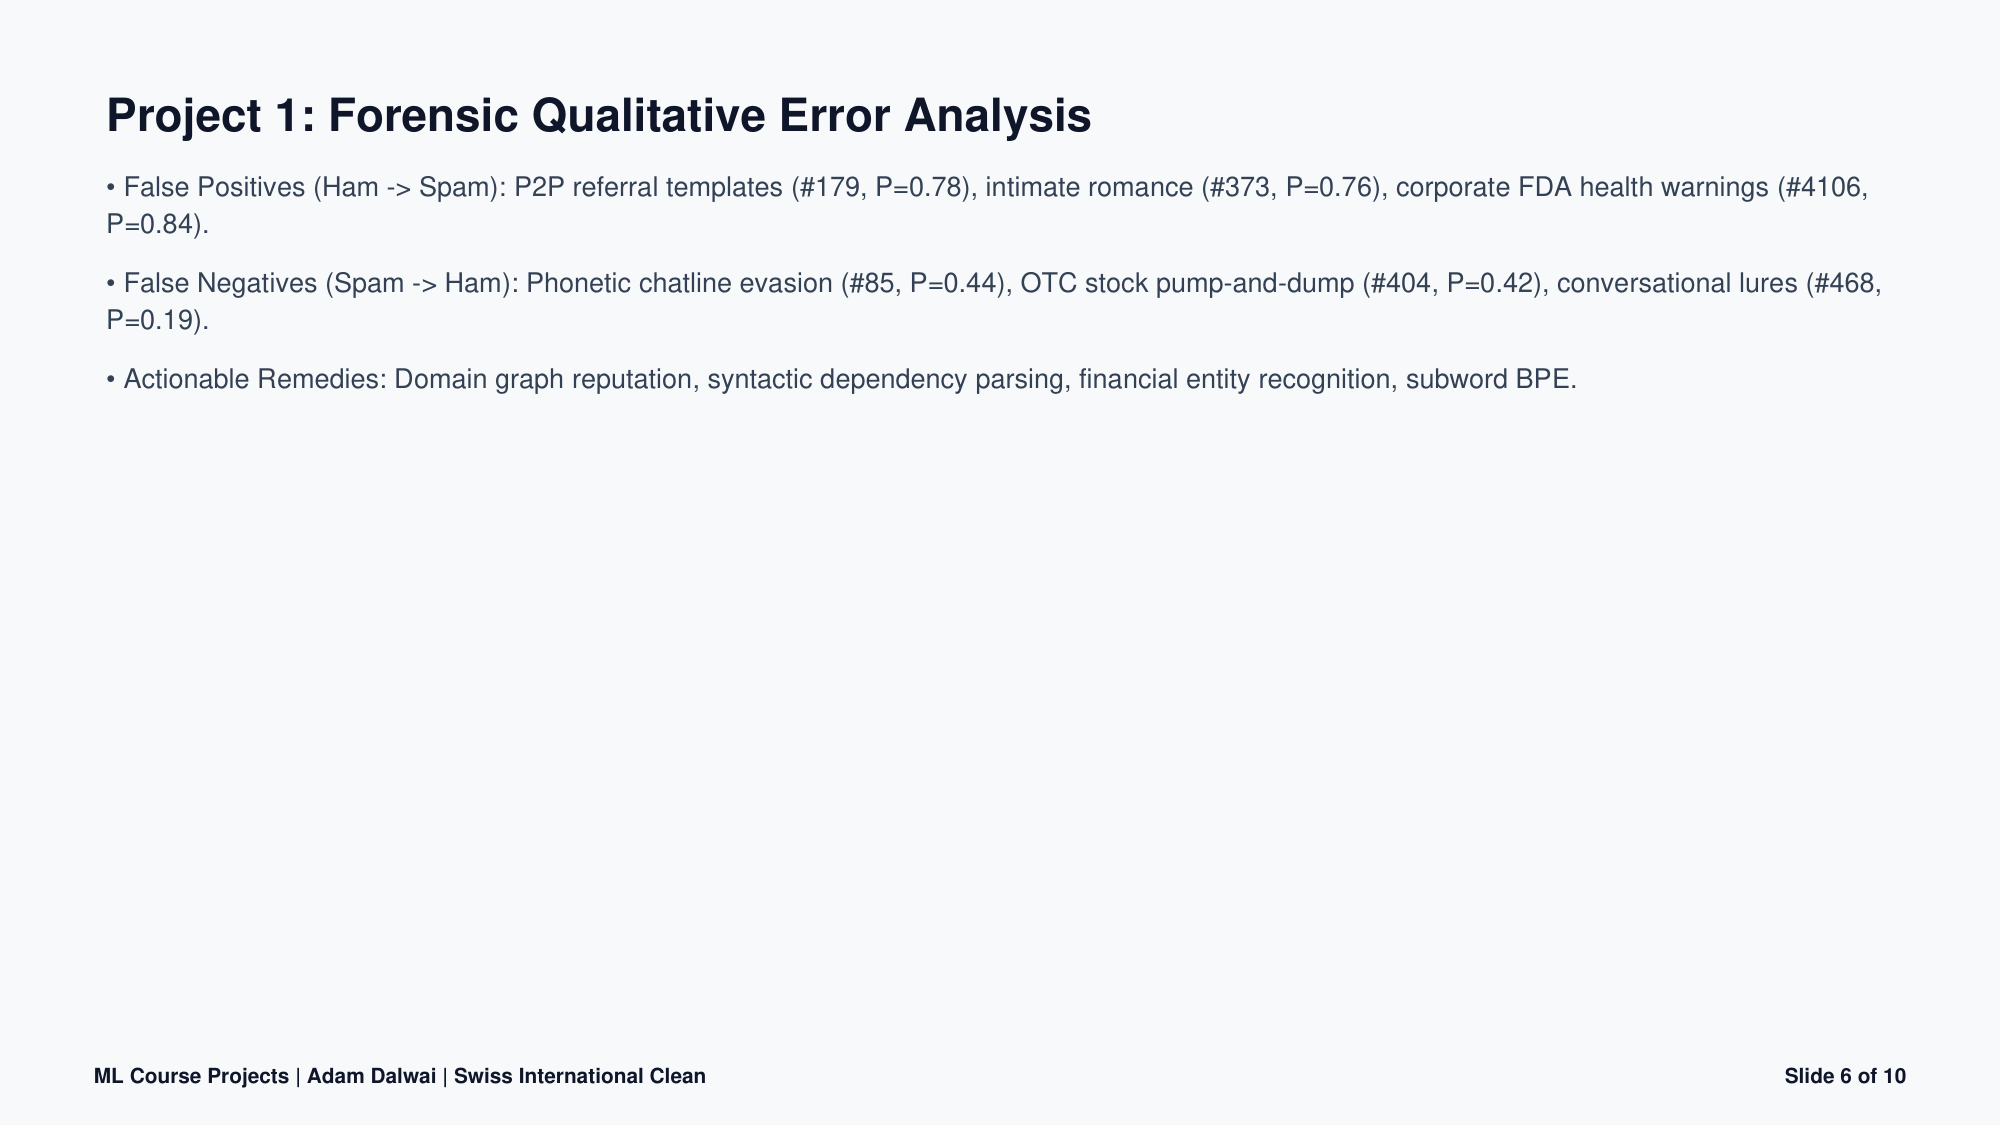 Project 1: Forensic Qualitative Error Analysis
• False Positives (Ham -> Spam): P2P referral templates (#179, P=0.78), intimate romance (#373, P=0.76), corporate FDA health warnings (#4106,
P=0.84).
• False Negatives (Spam -> Ham): Phonetic chatline evasion (#85, P=0.44), OTC stock pump-and-dump (#404, P=0.42), conversational lures (#468,
P=0.19).
• Actionable Remedies: Domain graph reputation, syntactic dependency parsing, financial entity recognition, subword BPE.
ML Course Projects | Adam Dalwai | Swiss International Clean
Slide 6 of 10